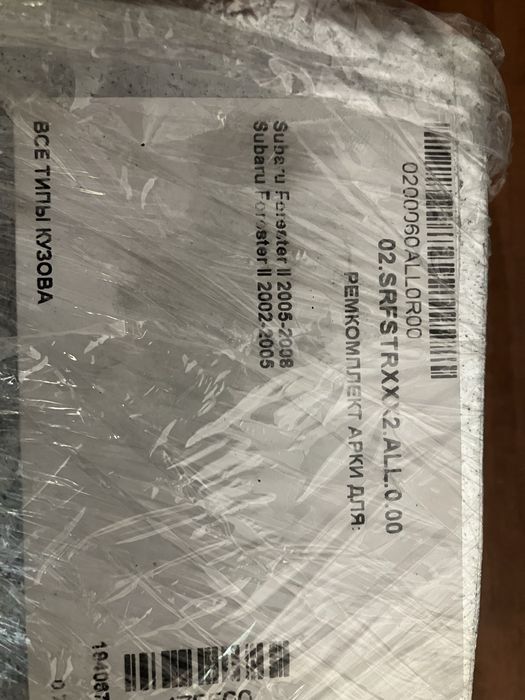 0200060ALL0R00
02.SRFSTRXXX2.ALL.0.00
РЕМКОМПЛЕКТ АРКИ ДЛЯ:
Subaru Forester II 2005-2008
Subaru Forester II 2002-2005
ВСЕ ТИПЫ КУЗОВА